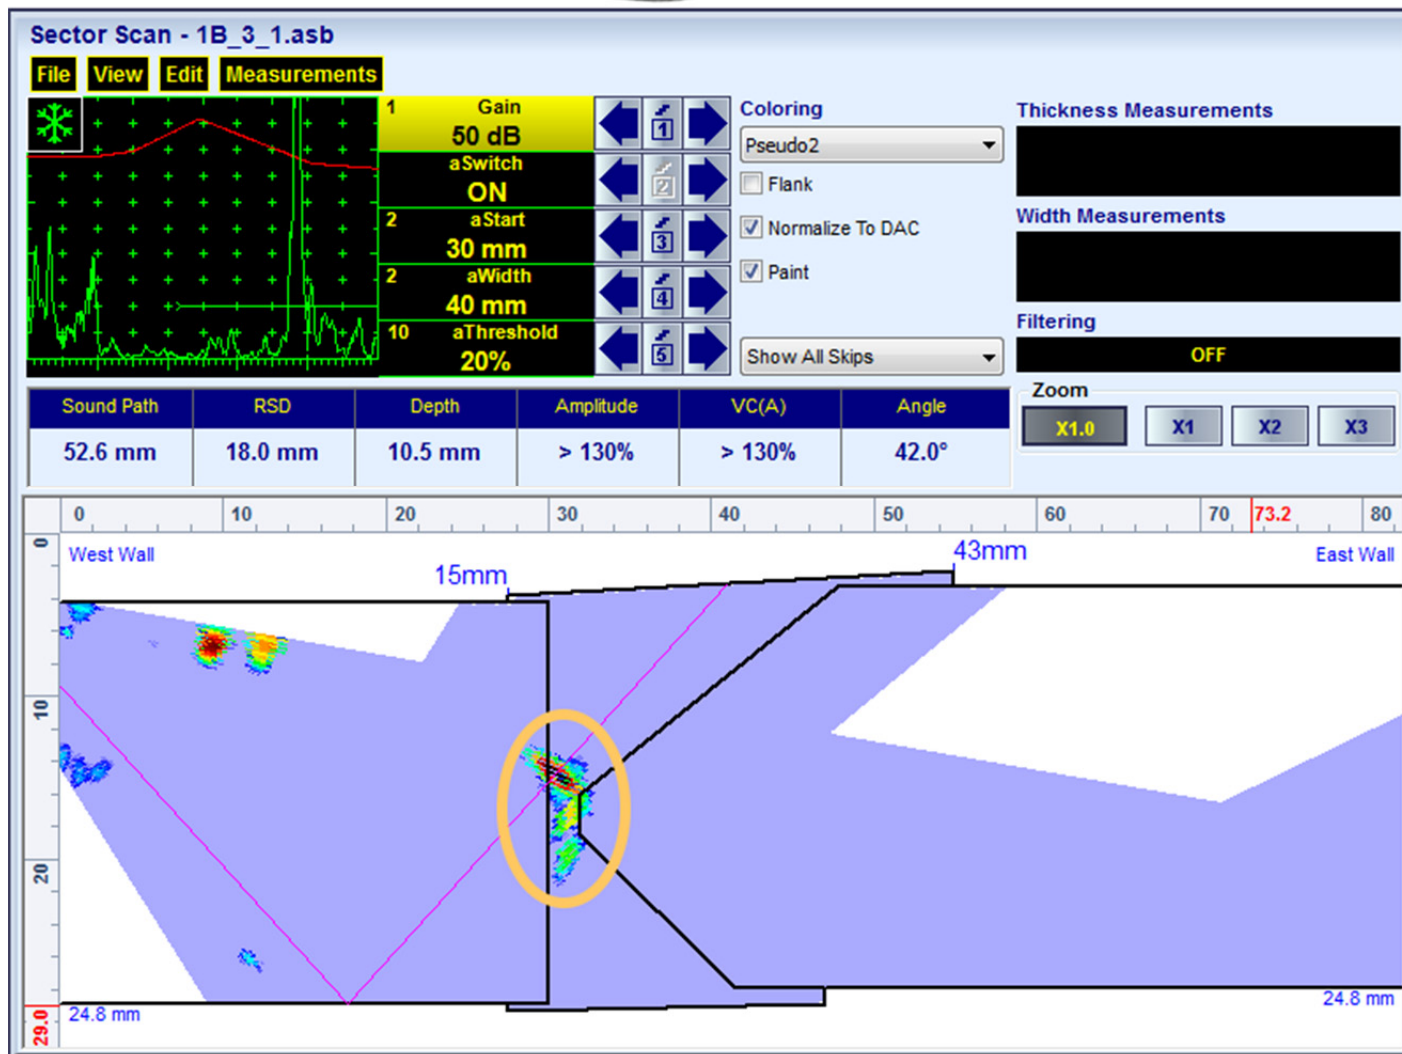 Sector Scan - 1B_3_1.asb
File View Edit Measurements
1 Gain
50 dB
aSwitch
ON
2 aStart
30 mm
2 aWidth
40 mm
10 aThreshold
20%
1
2
3
4
5
Coloring
Pseudo2
Flank
Normalize To DAC
Paint
Show All Skips
Thickness Measurements
Width Measurements
Filtering
OFF
Zoom
X1.0 X1 X2 X3
Sound Path RSD Depth Amplitude VC(A) Angle
52.6 mm 18.0 mm 10.5 mm > 130% > 130% 42.0°
0 10 20 30 40 50 60 70 73.2 80
0
10
20
29.0
West Wall
15mm
43mm
East Wall
24.8 mm
24.8 mm